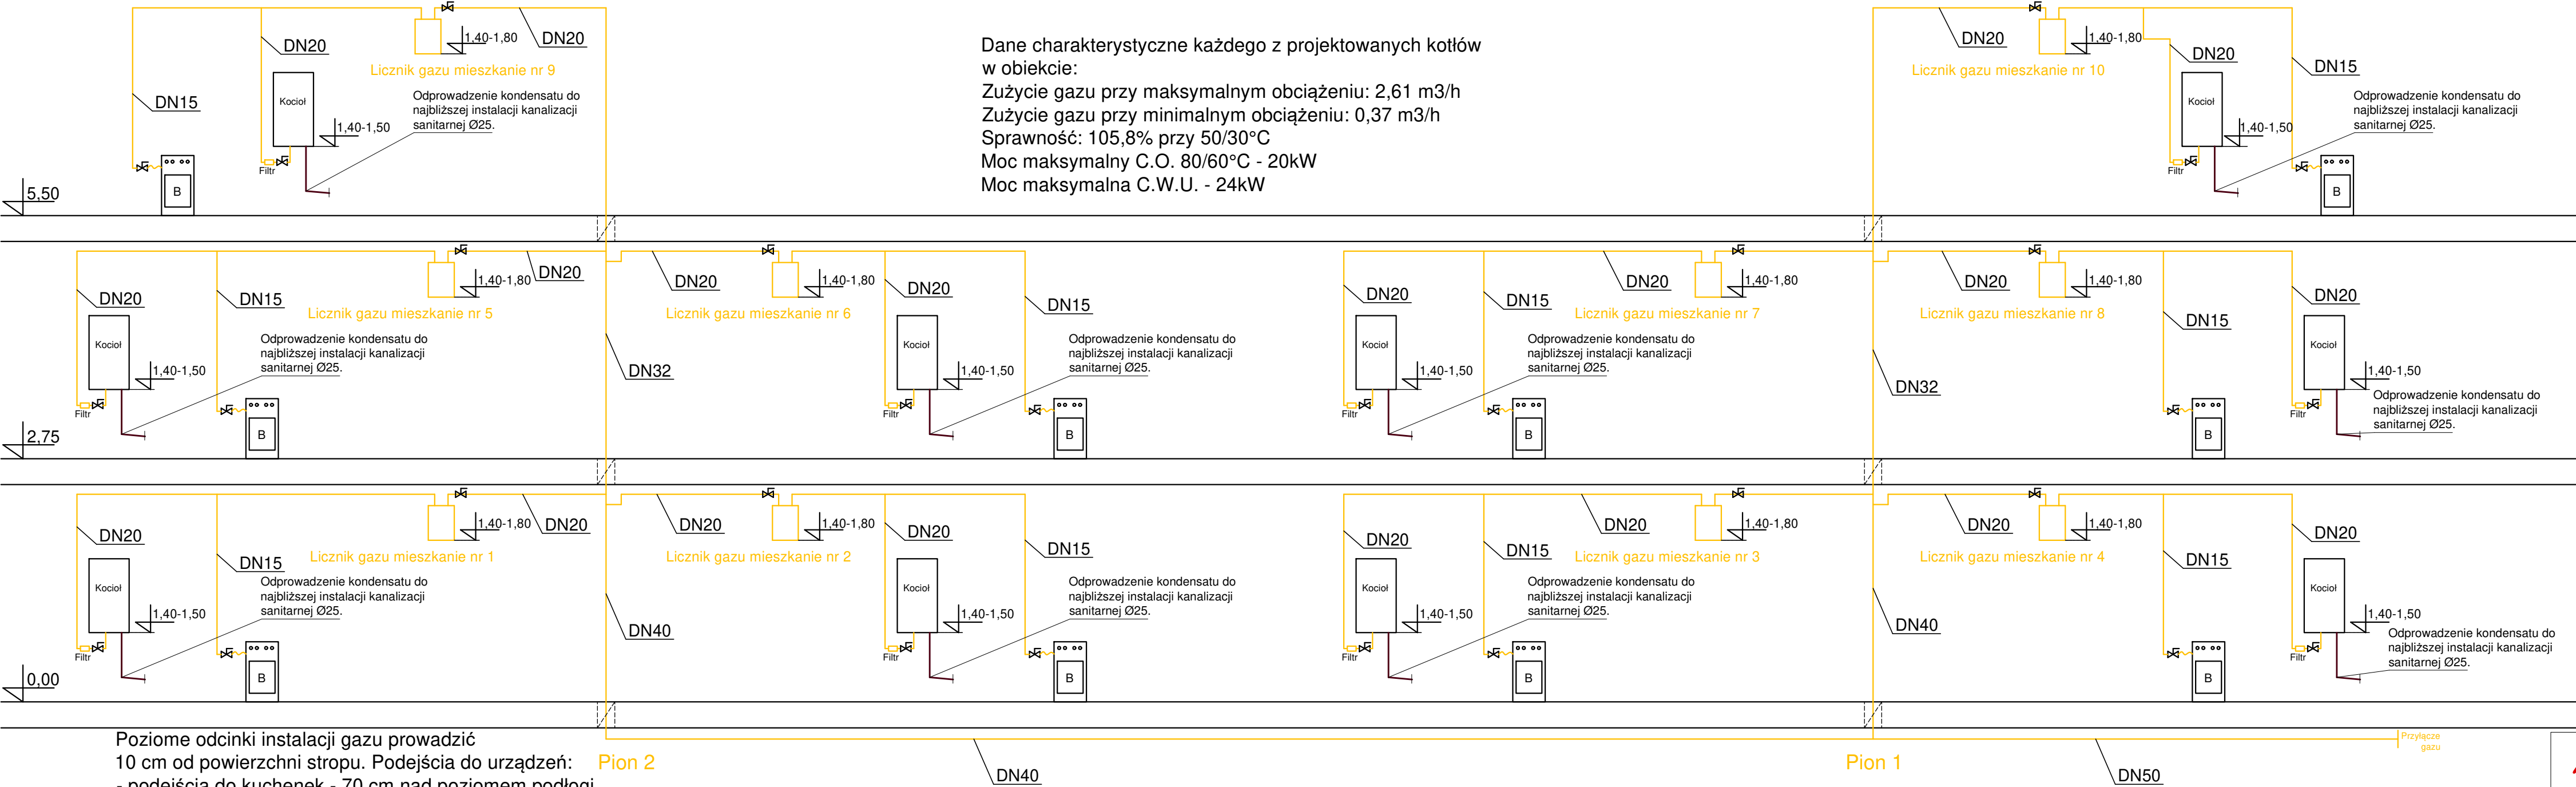 DN15
DN20
Kocioł
1,40-1,50
Filtr
B
1,40-1,80
DN20
Licznik gazu mieszkanie nr 9
Odprowadzenie kondensatu do
najbliższej instalacji kanalizacji
sanitarnej Ø25.
Dane charakterystyczne każdego z projektowanych kotłów
w obiekcie:
Zużycie gazu przy maksymalnym obciążeniu: 2,61 m3/h
Zużycie gazu przy minimalnym obciążeniu: 0,37 m3/h
Sprawność: 105,8% przy 50/30°C
Moc maksymalny C.O. 80/60°C - 20kW
Moc maksymalna C.W.U. - 24kW
DN20
1,40-1,80
Licznik gazu mieszkanie nr 10
DN20
DN15
Kocioł
1,40-1,50
Filtr
B
Odprowadzenie kondensatu do
najbliższej instalacji kanalizacji
sanitarnej Ø25.
5,50
DN20
DN15
Kocioł
1,40-1,50
Filtr
B
1,40-1,80
DN20
Licznik gazu mieszkanie nr 5
Odprowadzenie kondensatu do
najbliższej instalacji kanalizacji
sanitarnej Ø25.
DN32
DN20
1,40-1,80
Licznik gazu mieszkanie nr 6
DN20
DN15
Kocioł
1,40-1,50
Filtr
B
Odprowadzenie kondensatu do
najbliższej instalacji kanalizacji
sanitarnej Ø25.
DN20
DN15
Kocioł
1,40-1,50
Filtr
B
DN20
1,40-1,80
Licznik gazu mieszkanie nr 7
Odprowadzenie kondensatu do
najbliższej instalacji kanalizacji
sanitarnej Ø25.
DN32
DN20
1,40-1,80
Licznik gazu mieszkanie nr 8
DN15
DN20
Kocioł
1,40-1,50
Filtr
B
Odprowadzenie kondensatu do
najbliższej instalacji kanalizacji
sanitarnej Ø25.
2,75
DN20
DN15
Kocioł
1,40-1,50
Filtr
B
1,40-1,80
DN20
Licznik gazu mieszkanie nr 1
Odprowadzenie kondensatu do
najbliższej instalacji kanalizacji
sanitarnej Ø25.
DN40
DN20
1,40-1,80
Licznik gazu mieszkanie nr 2
DN20
DN15
Kocioł
1,40-1,50
Filtr
B
Odprowadzenie kondensatu do
najbliższej instalacji kanalizacji
sanitarnej Ø25.
DN20
DN15
Kocioł
1,40-1,50
Filtr
B
DN20
1,40-1,80
Licznik gazu mieszkanie nr 3
Odprowadzenie kondensatu do
najbliższej instalacji kanalizacji
sanitarnej Ø25.
DN40
DN20
1,40-1,80
Licznik gazu mieszkanie nr 4
DN15
DN20
Kocioł
1,40-1,50
Filtr
B
Odprowadzenie kondensatu do
najbliższej instalacji kanalizacji
sanitarnej Ø25.
0,00
Poziome odcinki instalacji gazu prowadzić
10 cm od powierzchni stropu. Podejścia do urządzeń:
- podejścia do kuchenek - 70 cm nad poziomem podłogi
Pion 2
DN40
Pion 1
DN50
Przyłącze
gazu